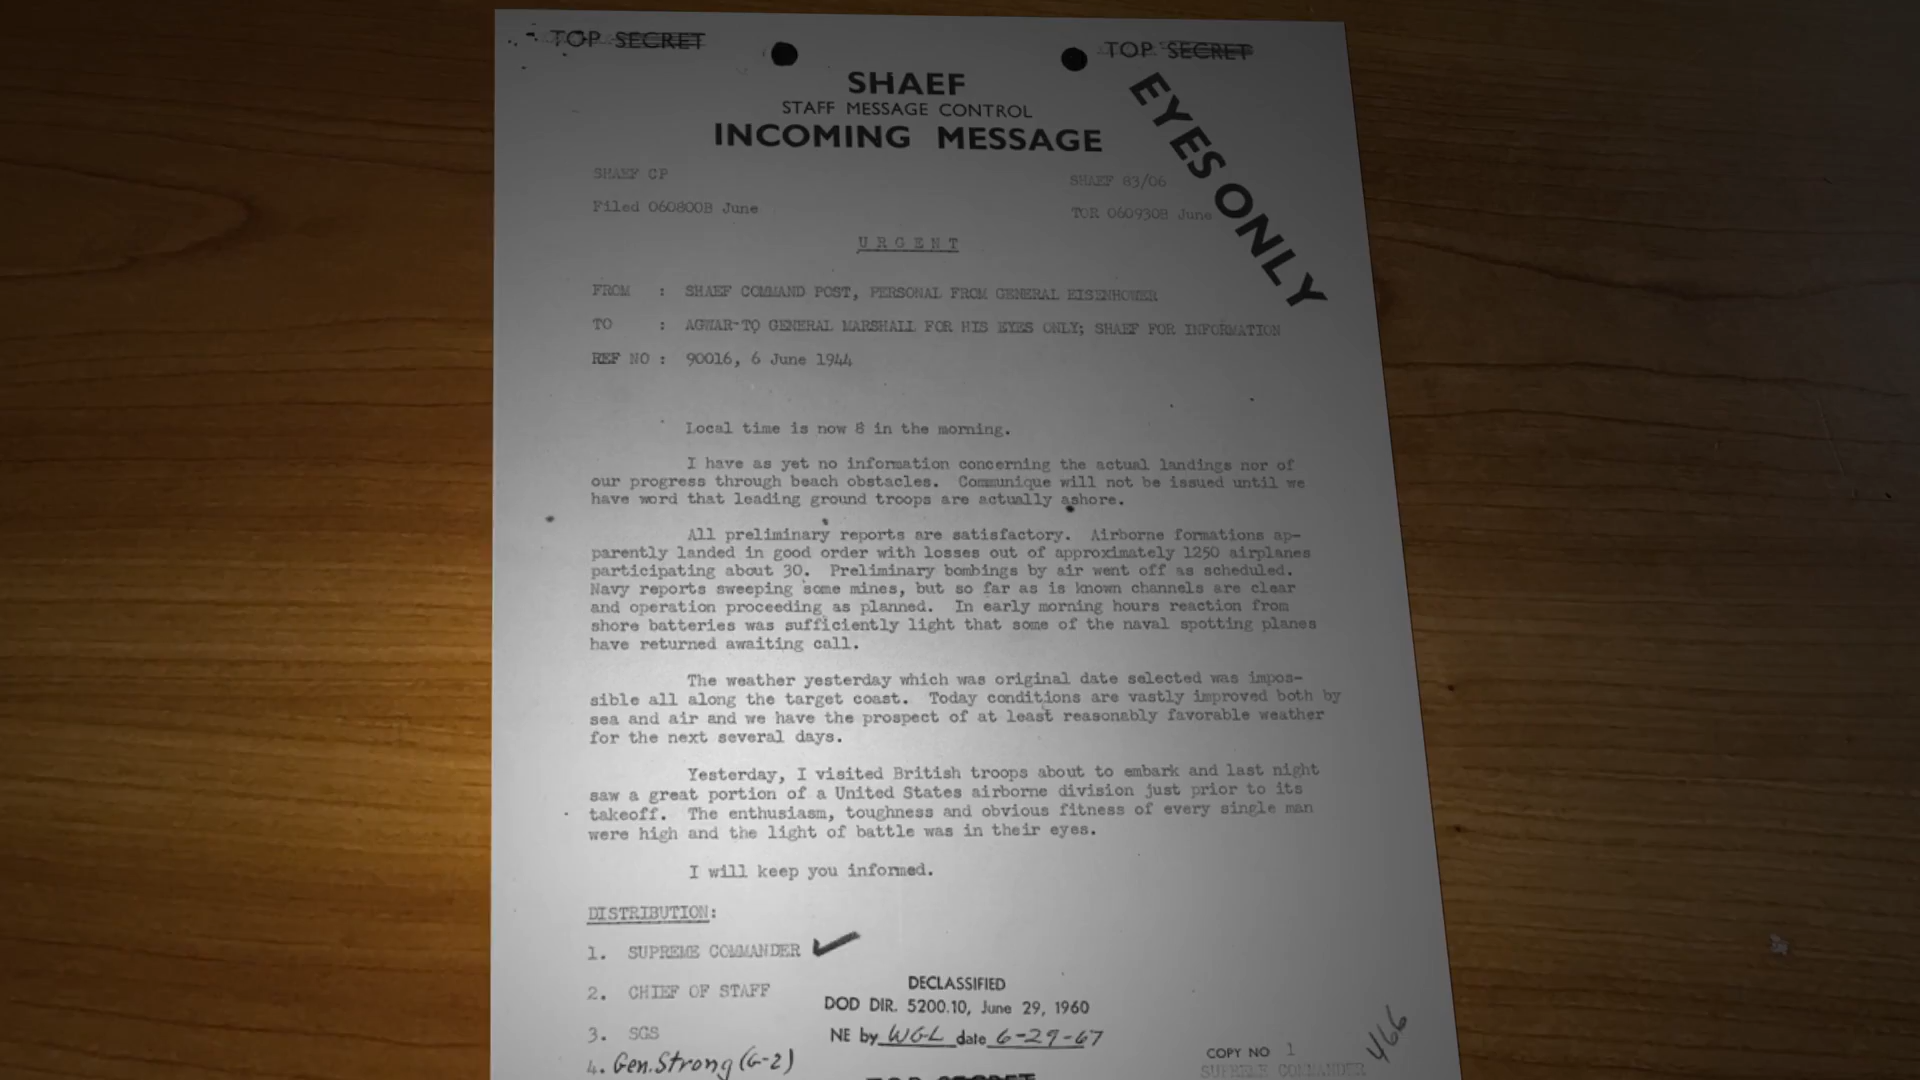 TOP SECRET
TOP SECRET
EYES ONLY
SHAEF
STAFF MESSAGE CONTROL
INCOMING MESSAGE
SHAEF CP
SHAEF 83/06
Filed 060800B June
TOR 060930B June
URGENT
FROM : SHAEF COMMAND POST, PERSONAL FROM GENERAL EISENHOWER
TO : AGWAR-TO GENERAL MARSHALL FOR HIS EYES ONLY; SHAEF FOR INFORMATION
REF NO : 90016, 6 June 1944
Local time is now 8 in the morning.
I have as yet no information concerning the actual landings nor of
our progress through beach obstacles. Communique will not be issued until we
have word that leading ground troops are actually ashore.
All preliminary reports are satisfactory. Airborne formations ap-
parently landed in good order with losses out of approximately 1250 airplanes
participating about 30. Preliminary bombings by air went off as scheduled.
Navy reports sweeping some mines, but so far as is known channels are clear
and operation proceeding as planned. In early morning hours reaction from
shore batteries was sufficiently light that some of the naval spotting planes
have returned awaiting call.
The weather yesterday which was original date selected was impos-
sible all along the target coast. Today conditions are vastly improved both by
sea and air and we have the prospect of at least reasonably favorable weather
for the next several days.
Yesterday, I visited British troops about to embark and last night
saw a great portion of a United States airborne division just prior to its
takeoff. The enthusiasm, toughness and obvious fitness of every single man
were high and the light of battle was in their eyes.
I will keep you informed.
DISTRIBUTION:
1. SUPREME COMMANDER
2. CHIEF OF STAFF
3. SGS
4. Gen. Strong (G-2)
DECLASSIFIED
DOD DIR. 5200.10, June 29, 1960
NE by WGL date 6-29-67
COPY NO 1
SUPREME COMMANDER
466
TOP SECRET